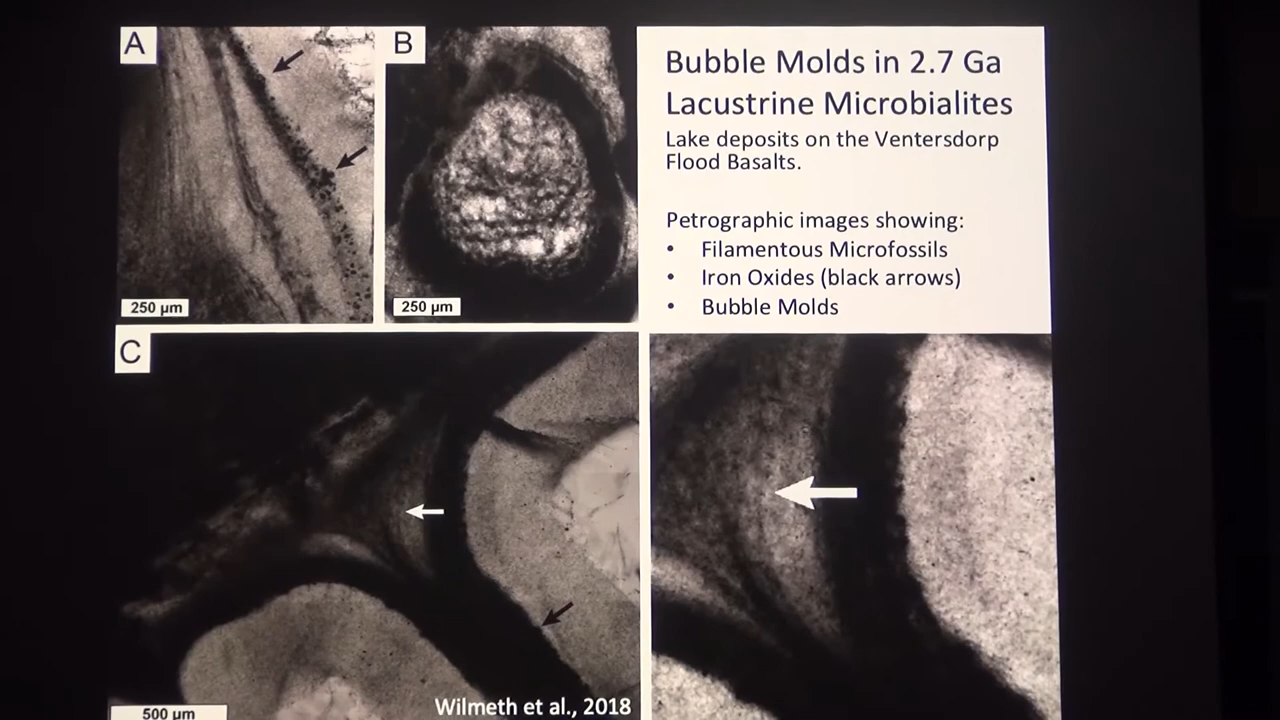 A
B
Bubble Molds in 2.7 Ga
Lacustrine Microbialites
Lake deposits on the Ventersdorp
Flood Basalts.
Petrographic images showing:
• Filamentous Microfossils
• Iron Oxides (black arrows)
• Bubble Molds
250 µm
250 µm
C
Wilmeth et al., 2018
500 µm